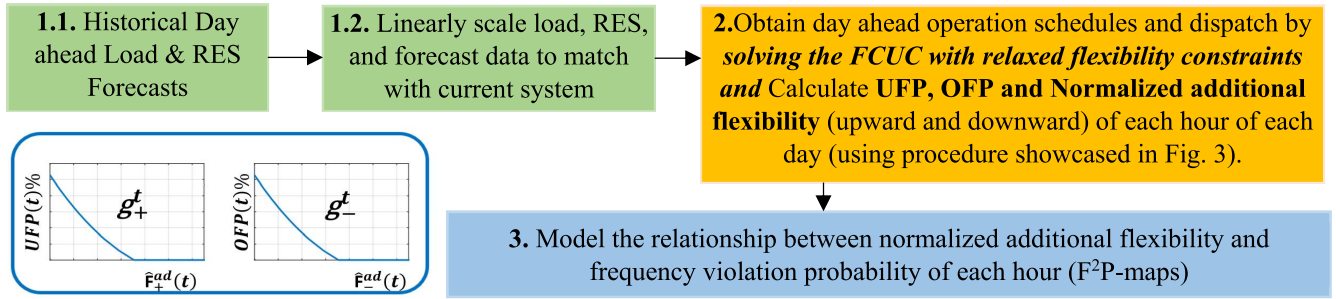 1.1. Historical Day
ahead Load & RES
Forecasts
1.2. Linearly scale load, RES,
and forecast data to match
with current system
2.Obtain day ahead operation schedules and dispatch by
solving the FCUC with relaxed flexibility constraints
and Calculate UFP, OFP and Normalized additional
flexibility (upward and downward) of each hour of each
day (using procedure showcased in Fig. 3).
UFP(t)%
g₊ᵗ
F̂₊ᵃᵈ(t)
OFP(t)%
g₋ᵗ
F̂₋ᵃᵈ(t)
3. Model the relationship between normalized additional flexibility and
frequency violation probability of each hour (F²P-maps)